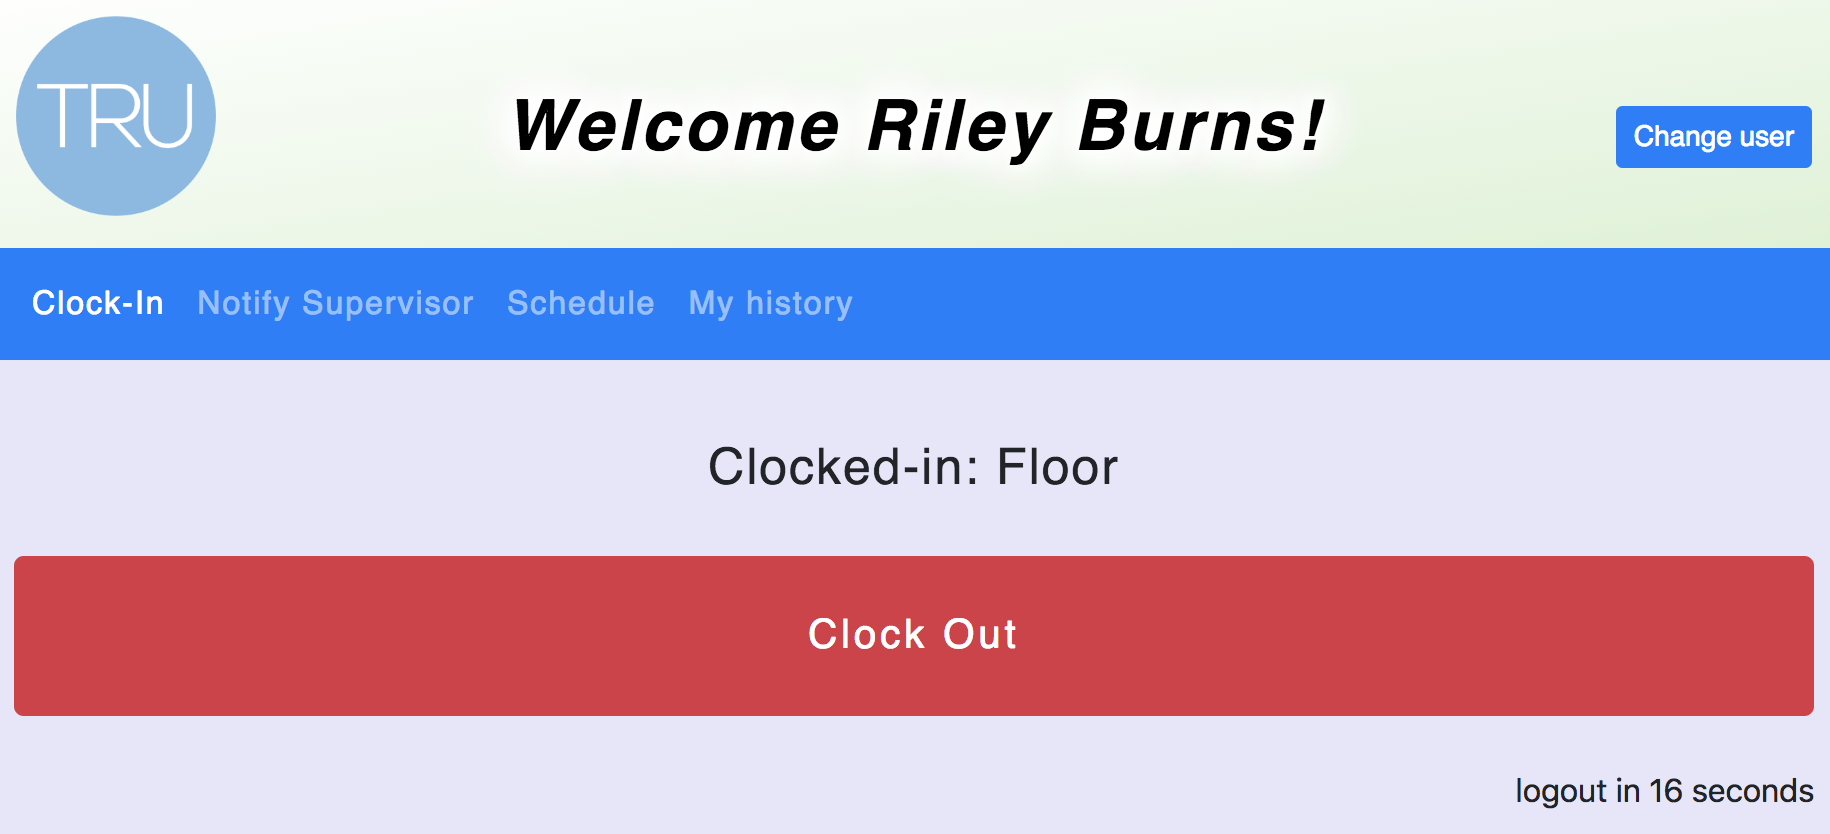 TRU
Welcome Riley Burns!
Change user
Clock-In Notify Supervisor Schedule My history
Clocked-in: Floor
Clock Out
logout in 16 seconds